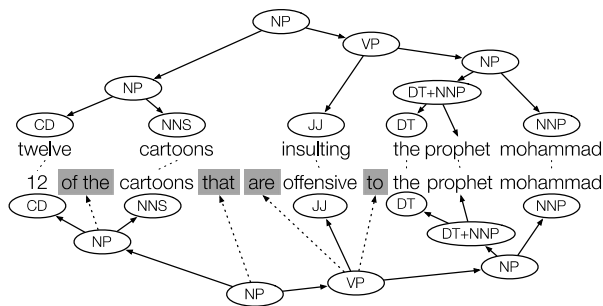 NP
VP
NP NP
DT+NNP
CD NNS JJ DT NNP
twelve cartoons insulting the prophet mohammad
12 of the cartoons that are offensive to the prophet mohammad
CD NNS JJ DT NNP
NP DT+NNP
NP
NP VP